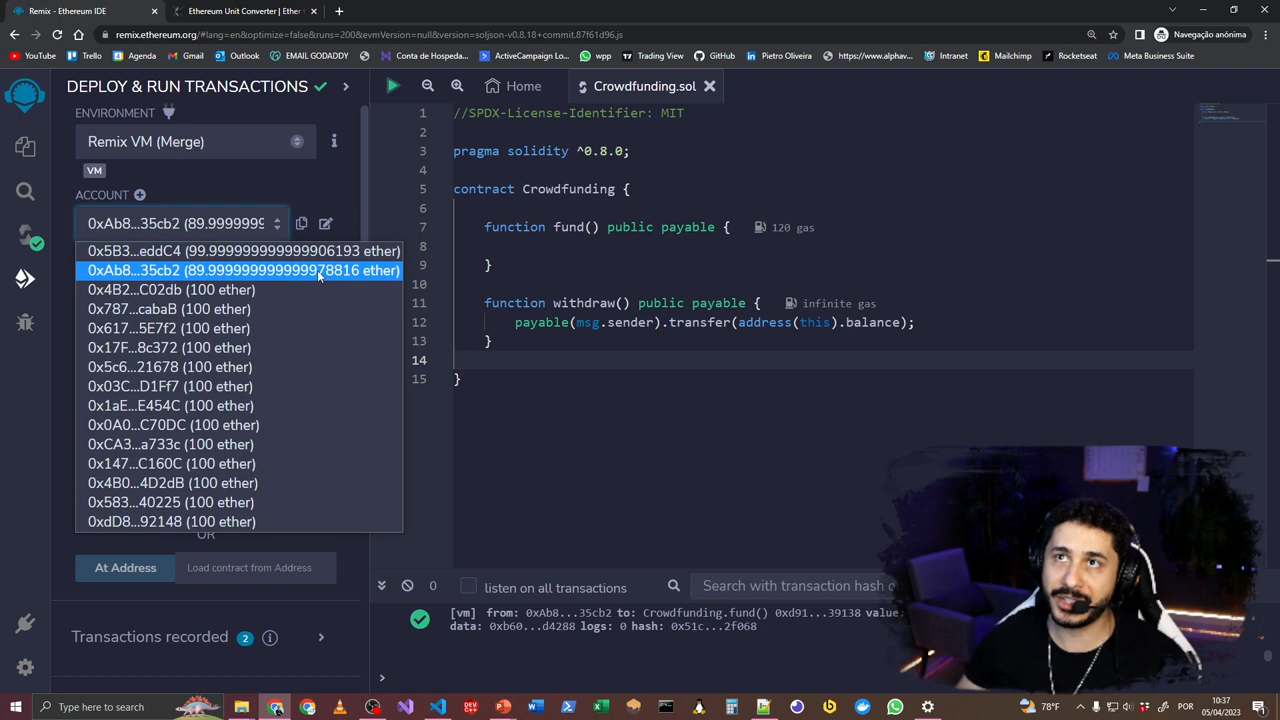 Remix - Ethereum IDE
Ethereum Unit Converter | Ether
remix.ethereum.org/#lang=en&optimize=false&runs=200&evmVersion=null&version=soljson-v0.8.18+commit.87f61d96.js
Navegação anónima
YouTube
Trello
Agenda
GPT
Conta de Hospeda...
ActiveCampaign Lo...
wpp
Trading View
GitHub
Pietro Oliveira
https://www.alphav...
Inventum
Mailchimp
Rocketseat
Meta Business Suite
DEPLOY & RUN TRANSACTIONS
Home
Crowdfunding.sol
ENVIRONMENT
Remix VM (Merge)
VM
ACCOUNT
0xAb8...35cb2 (89.9999999
0x5B3...eddC4 (99.999999999999906193 ether)
0xAb8...35cb2 (89.999999999999978816 ether)
0x4B2...C02db (100 ether)
0x787...cabaB (100 ether)
0x617...5E7f2 (100 ether)
0x17F...8c372 (100 ether)
0x5c6...21678 (100 ether)
0x03C...D1Ff7 (100 ether)
0x1aE...E454C (100 ether)
0x0A0...C70DC (100 ether)
0xCA3...a733c (100 ether)
0x147...C160C (100 ether)
0x4B0...4D2dB (100 ether)
0x583...40225 (100 ether)
0xdD8...92148 (100 ether)
OR
At Address
Load contract from Address
Transactions recorded 2
1 //SPDX-License-Identifier: MIT
2
3 pragma solidity ^0.8.0;
4
5 contract Crowdfunding {
6
7 function fund() public payable { 120 gas
8
9 }
10
11 function withdraw() public payable { infinite gas
12 payable(msg.sender).transfer(address(this).balance);
13 }
14
15 }
0
listen on all transactions
Search with transaction hash o
[vm] from: 0xAb8...35cb2 to: Crowdfunding.fund() 0xd91...39138 value:
data: 0xb60...d4288 logs: 0 hash: 0x51c...2f068
>
Type here to search
DEV
78°F
POR
10:37
05/04/2023